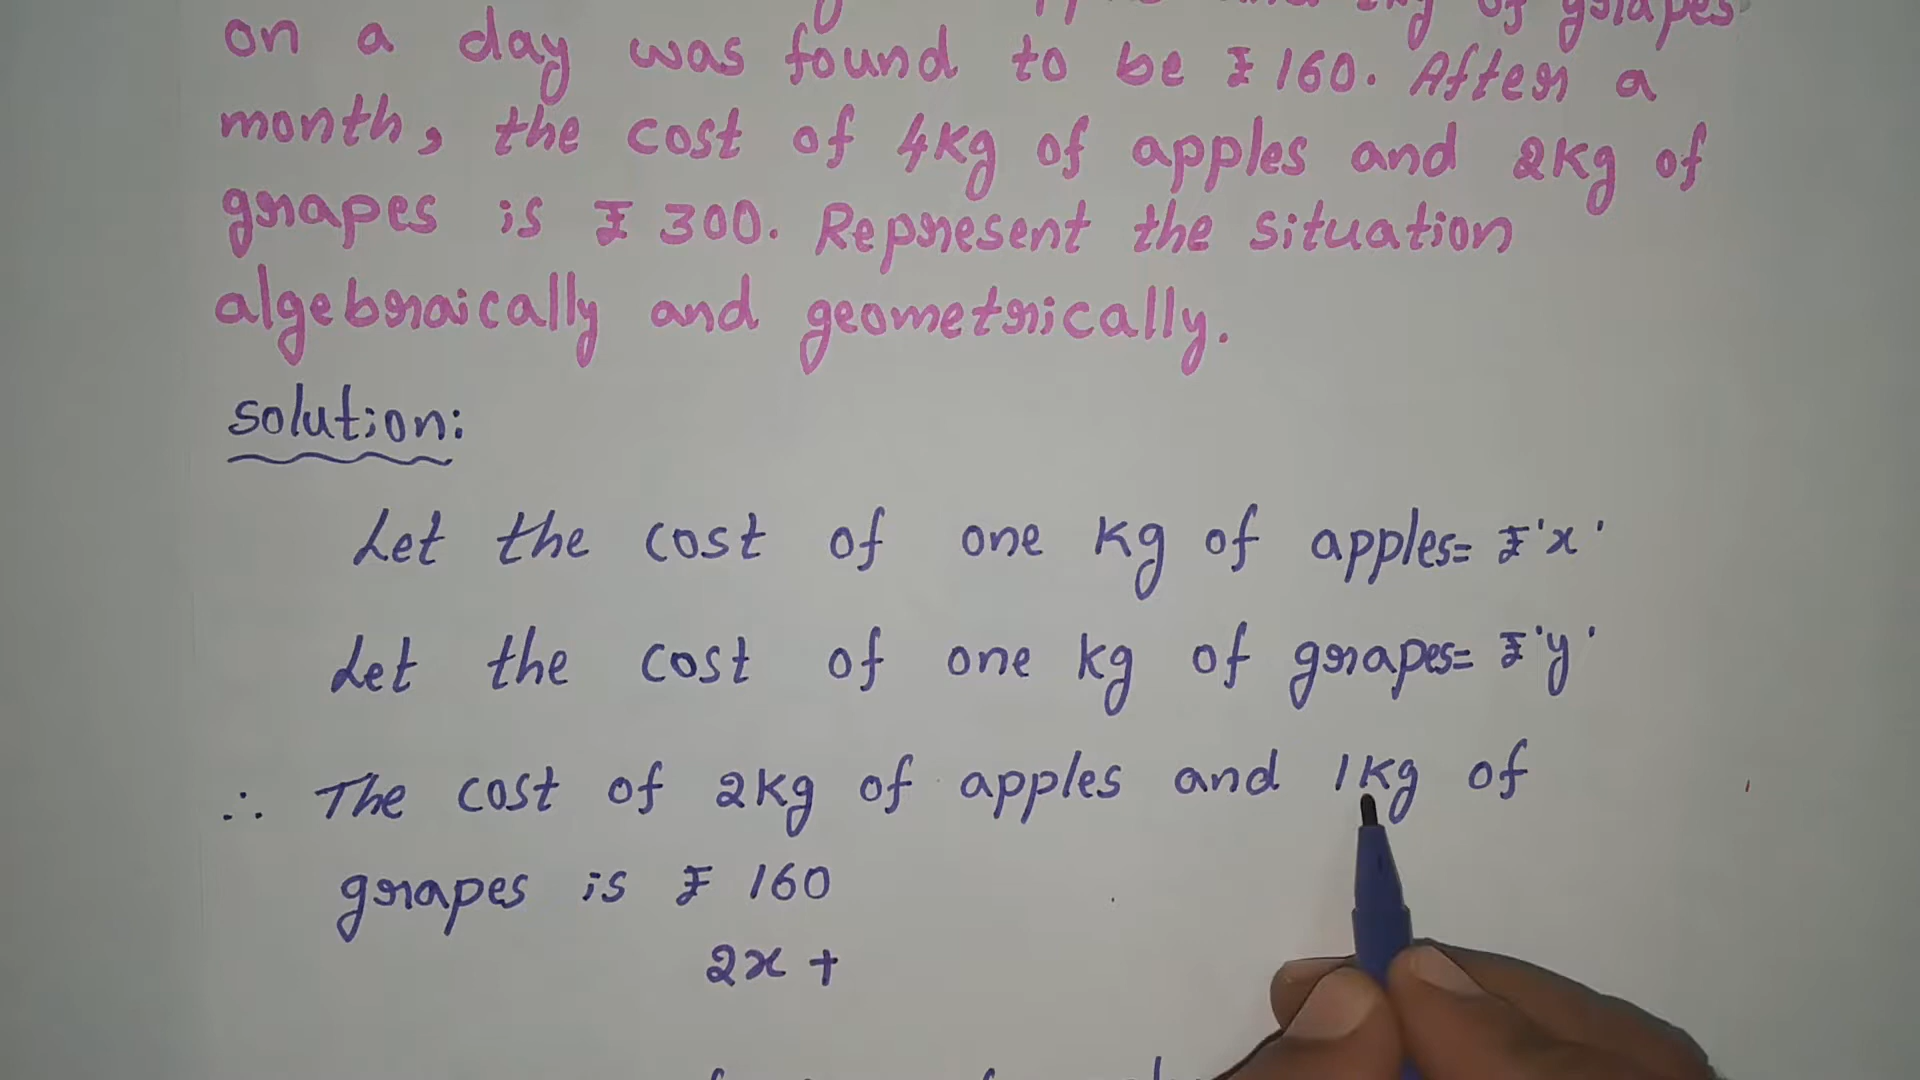 of grapes
on a day was found to be ₹ 160. After a
month, the cost of 4kg of apples and 2kg of
grapes is ₹ 300. Represent the situation
algebraically and geometrically.
Solution:
Let the cost of one kg of apples= ₹'x'
Let the cost of one kg of grapes= ₹'y'
∴ The cost of 2kg of apples and 1kg of
grapes is ₹ 160
2x +